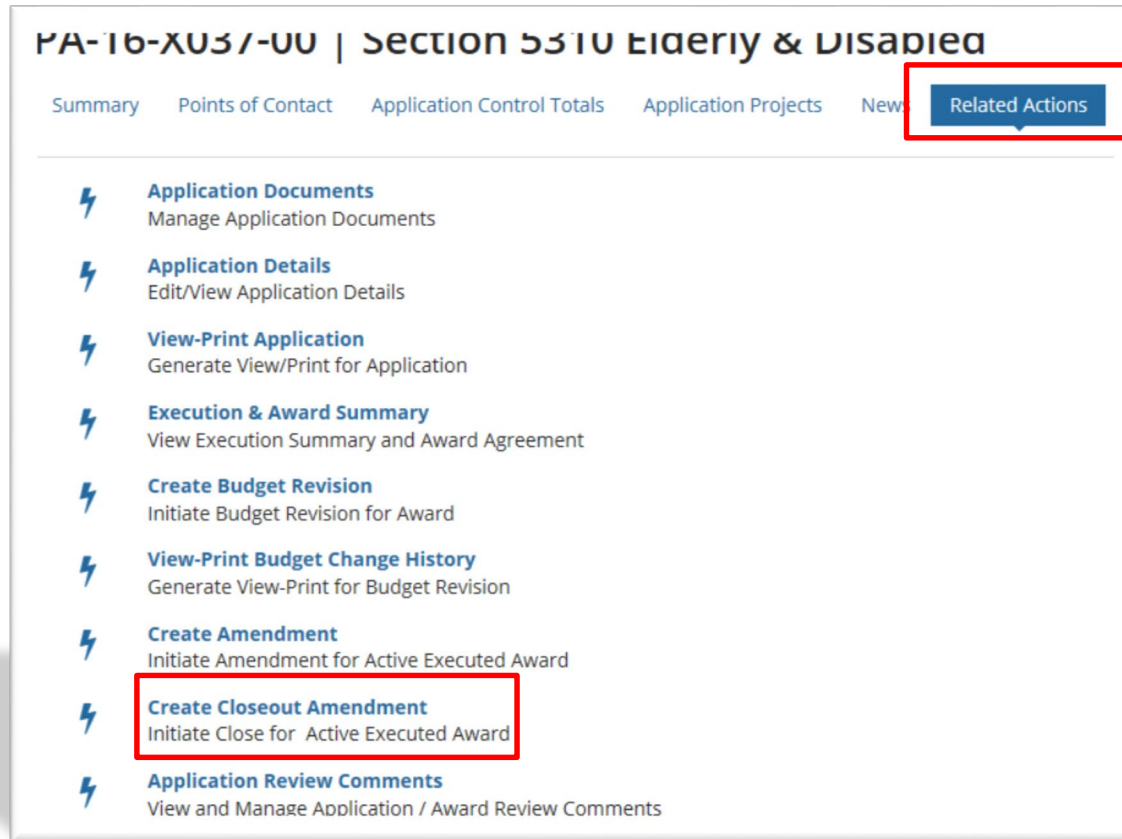 PA-16-X037-00 | Section 5310 Elderly & Disabled
Summary Points of Contact Application Control Totals Application Projects News Related Actions
Application Documents
Manage Application Documents
Application Details
Edit/View Application Details
View-Print Application
Generate View/Print for Application
Execution & Award Summary
View Execution Summary and Award Agreement
Create Budget Revision
Initiate Budget Revision for Award
View-Print Budget Change History
Generate View-Print for Budget Revision
Create Amendment
Initiate Amendment for Active Executed Award
Create Closeout Amendment
Initiate Close for Active Executed Award
Application Review Comments
View and Manage Application / Award Review Comments